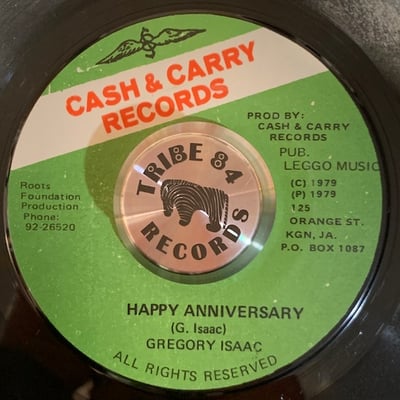 CASH & CARRY
RECORDS
PROD BY:
CASH & CARRY
RECORDS
PUB.
LEGGO MUSIC
(C) 1979
(P) 1979
125
ORANGE ST.
KGN, JA.
P.O. BOX 1087
Roots
Foundation
Production
Phone:
92-26520
TRIBE 84
RECORDS
HAPPY ANNIVERSARY
(G. Isaac)
GREGORY ISAAC
ALL RIGHTS RESERVED